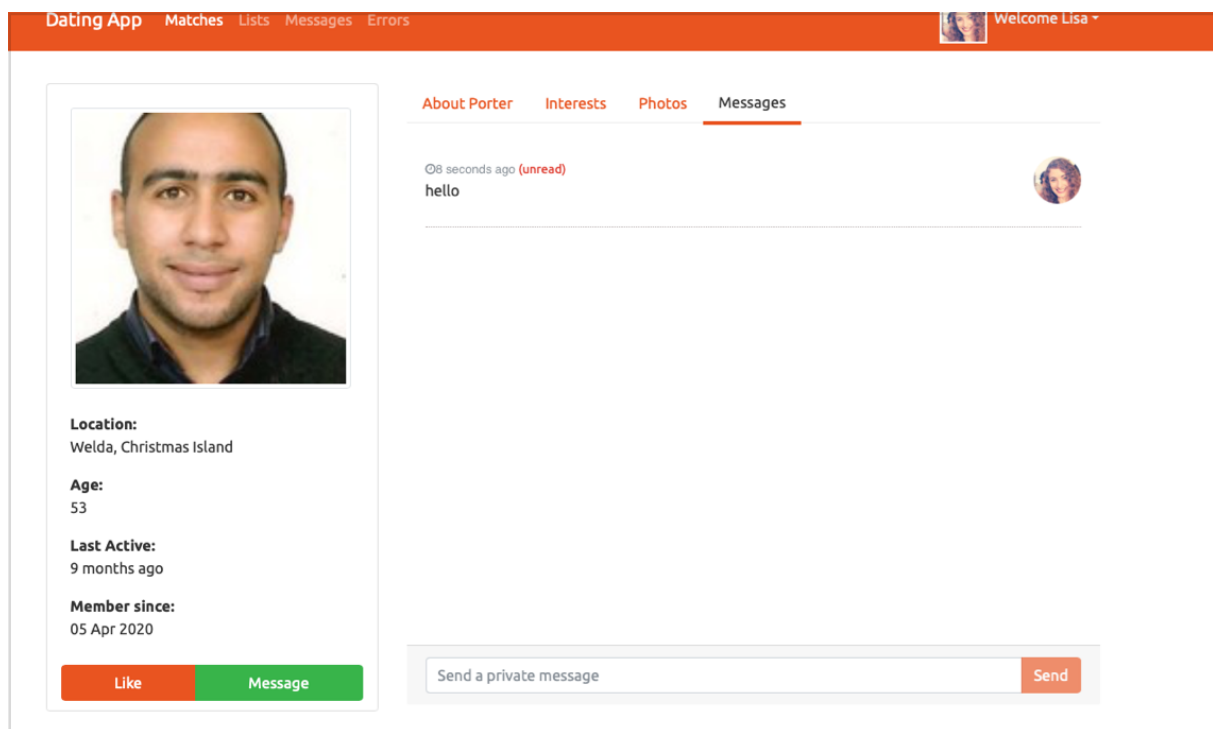 Dating App Matches Lists Messages Errors
Welcome Lisa
About Porter Interests Photos Messages
8 seconds ago (unread)
hello
Location:
Welda, Christmas Island
Age:
53
Last Active:
9 months ago
Member since:
05 Apr 2020
Like Message
Send a private message Send